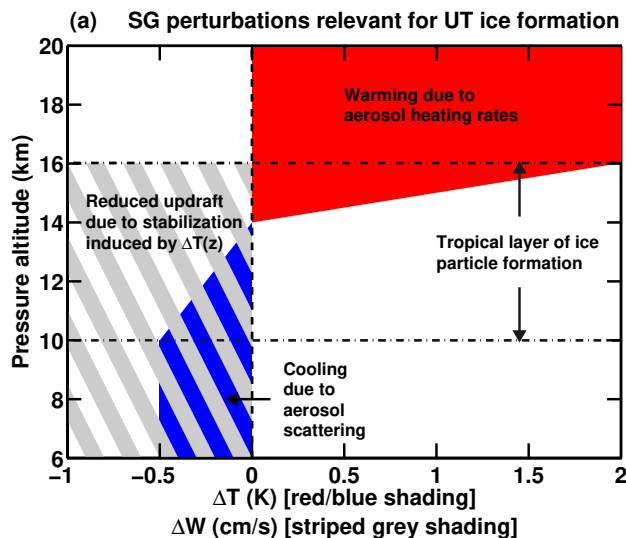 (a) SG perturbations relevant for UT ice formation
20
18
16
14
12
10
8
6
Pressure altitude (km)
Warming due to
aerosol heating rates
Reduced updraft
due to stabilization
induced by ΔT(z)
Tropical layer of ice
particle formation
Cooling
due to
aerosol
scattering
−1
−0.5
0
0.5
1
1.5
2
ΔT (K) [red/blue shading]
ΔW (cm/s) [striped grey shading]